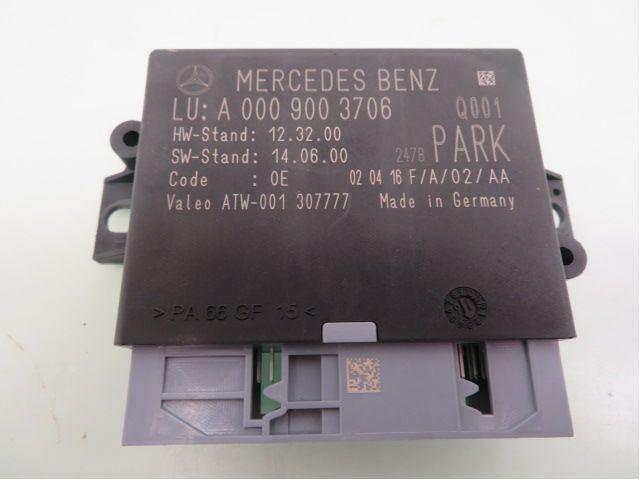 MERCEDES BENZ
LU: A 000 900 3706 Q001
HW-Stand: 12.32.00
SW-Stand: 14.06.00 2478 PARK
Code : 0E 02 04 16 F/A/02/AA
Valeo ATW-001 307777 Made in Germany
>PA 66 GF 15<